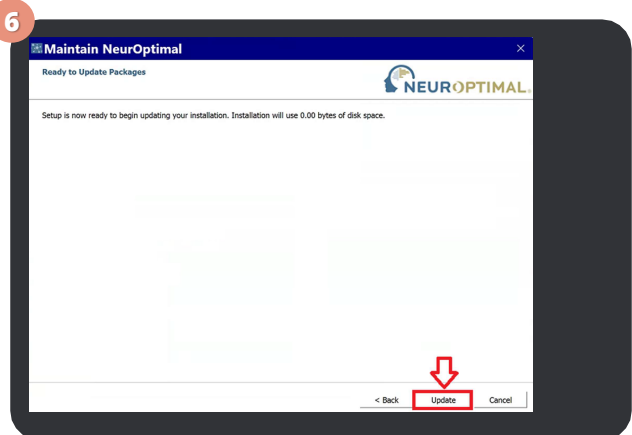 6
Maintain NeurOptimal
Ready to Update Packages
NEUROPTIMAL®
Setup is now ready to begin updating your installation. Installation will use 0.00 bytes of disk space.
< Back Update Cancel